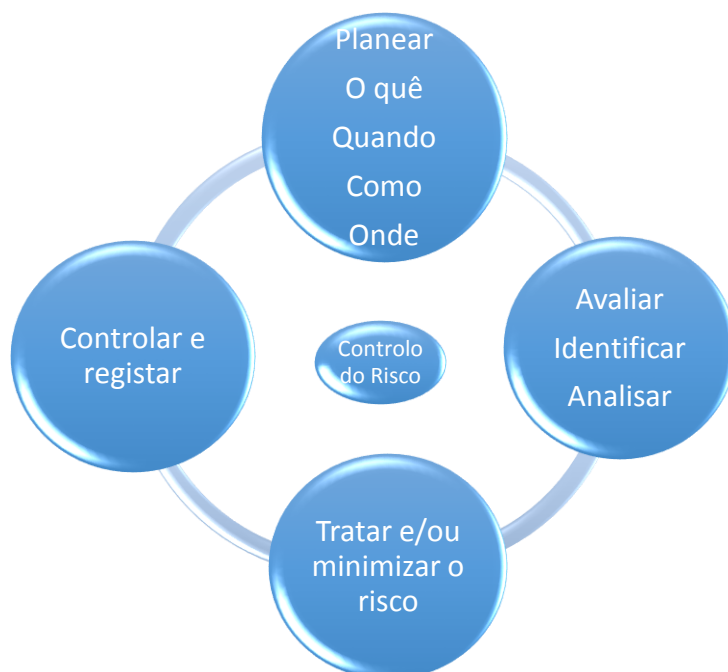 Planear
O quê
Quando
Como
Onde
Avaliar
Identificar
Analisar
Tratar e/ou
minimizar o
risco
Controlar e
registar
Controlo
do Risco